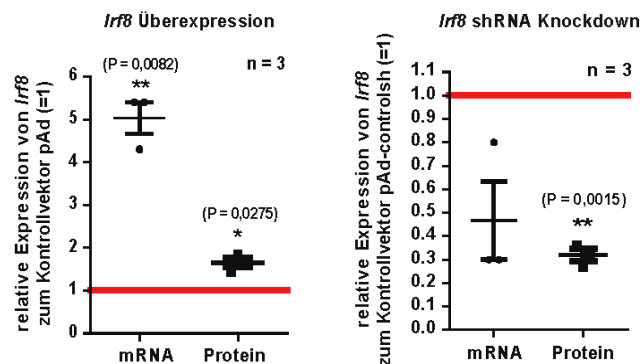 Irf8 Überexpression
relative Expression von Irf8
zum Kontrollvektor pAd (=1)
6
5
4
3
2
1
0
(P = 0,0082)
**
n = 3
(P = 0,0275)
*
mRNA Protein
Irf8 shRNA Knockdown
relative Expression von Irf8
zum Kontrollvektor pAd-controlsh (=1)
1.1
1.0
0.9
0.8
0.7
0.6
0.5
0.4
0.3
0.2
0.1
0.0
n = 3
(P = 0,0015)
**
mRNA Protein